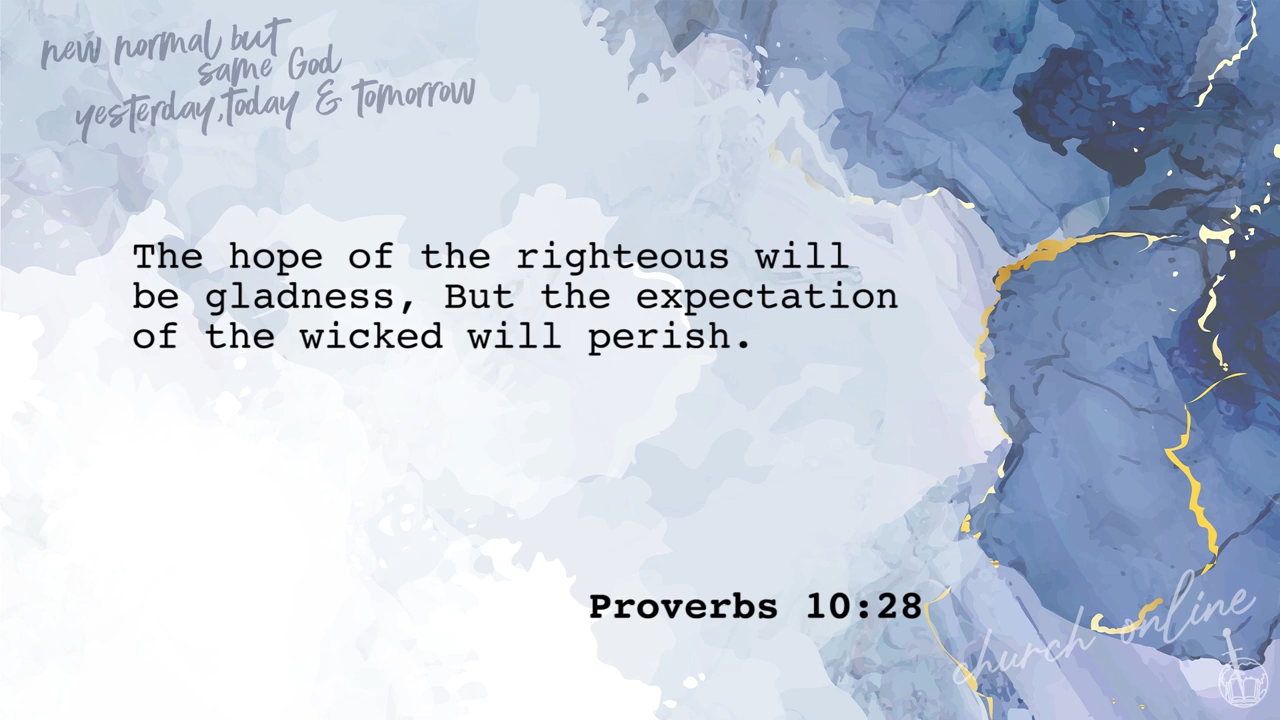 new normal but
same God
yesterday, today & tomorrow
The hope of the righteous will
be gladness, But the expectation
of the wicked will perish.
Proverbs 10:28
church online